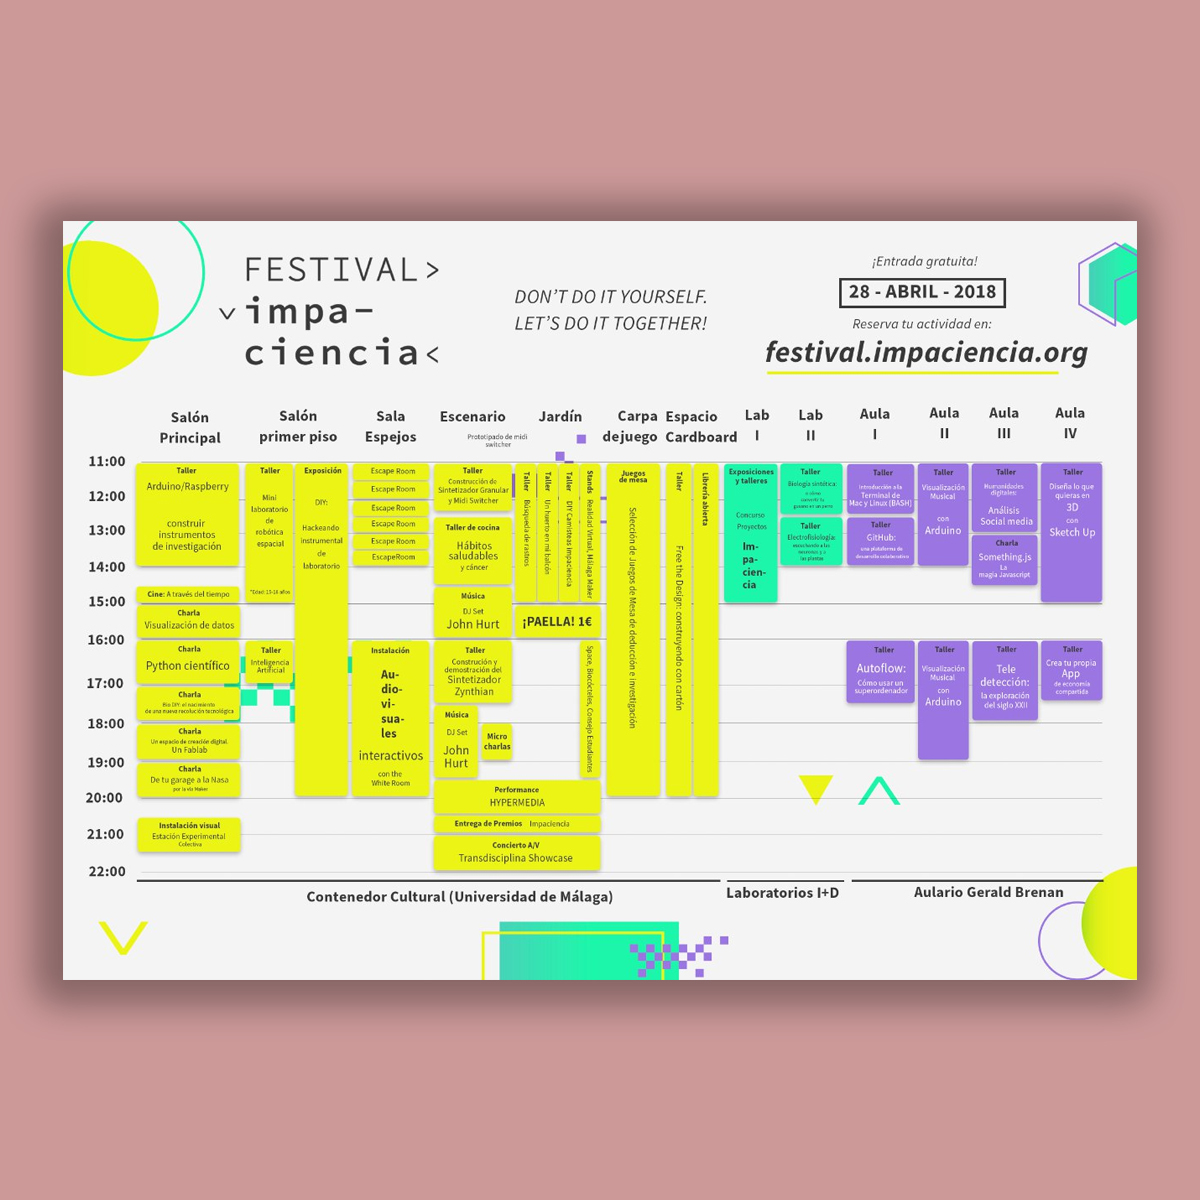 FESTIVAL>
impa-
ciencia<
DON'T DO IT YOURSELF.
LET'S DO IT TOGETHER!
¡Entrada gratuita!
28 - ABRIL - 2018
Reserva tu actividad en:
festival.impaciencia.org
Salón
Principal
Salón
primer piso
Sala
Espejos
Escenario
Prototipado de midi
switcher
Jardín
Carpa
de juego
Espacio
Cardboard
Lab
I
Lab
II
Aula
I
Aula
II
Aula
III
Aula
IV
11:00
12:00
13:00
14:00
15:00
16:00
17:00
18:00
19:00
20:00
21:00
22:00
Taller
Arduino/Raspberry
construir
instrumentos
de investigación
Cine: A través del tiempo
Charla
Visualización de datos
Charla
Python científico
Charla
Bio DIY: el nacimiento
de una nueva recolución tecnológica
Charla
Un espacio de creación digital.
Un Fablab
Charla
De tu garage a la Nasa
por la vía Maker
Instalación visual
Estación Experimental
Colectiva
Taller
Mini
laboratorio
de
robótica
espacial
*Edad: 13-16 años
Taller
Inteligencia
Artificial
Exposición
DIY:
Hackeando
instrumental
de
laboratorio
Escape Room
Escape Room
Escape Room
Escape Room
Escape Room
EscapeRoom
Instalación
Au-
dio-
vi-
sua-
les
interactivos
con the
White Room
Taller
Construcción de
Sintetizador Granular
y Midi Switcher
Taller de cocina
Hábitos
saludables
y cáncer
Música
DJ Set
John Hurt
Taller
Construción y
demostración del
Sintetizador
Zynthian
Música
DJ Set
John
Hurt
Micro
charlas
Performance
HYPERMEDIA
Entrega de Premios Impaciencia
Concierto A/V
Transdisciplina Showcase
Taller Búsqueda de rastros
Taller Un huerto en mi balcón
Taller DIY Camisetas impaciencia
Stands Realidad Virtual, Málaga Maker
¡PAELLA! 1€
Space, Biocócteles, Consejo Estudiantes
Juegos
de mesa
Selección de Juegos de Mesa de deducción e investigación
Taller Free the Design: construyendo con cartón
Librería abierta
Exposiciones
y talleres
Concurso
Proyectos
Im-
pa-
cien-
cia
Taller
Biología sintética:
Taller
Electrofisiología:
Taller
Introducción a la
Terminal de
Mac y Linux (BASH)
Taller
GitHub:
una plataforma de
desarrollo colaborativo
Taller
Autoflow:
Cómo usar un
superordenador
Taller
Visualización
Musical
con
Arduino
Taller
Visualización
Musical
con
Arduino
Taller
Humanidades
digitales:
Análisis
Social media
Charla
Something.js
La
magia Javascript
Taller
Tele
detección:
la exploración
del siglo XXII
Taller
Diseña lo que
quieras en
3D
con
Sketch Up
Taller
Crea tu propia
App
de economía
compartida
Contenedor Cultural (Universidad de Málaga)
Laboratorios I+D
Aulario Gerald Brenan